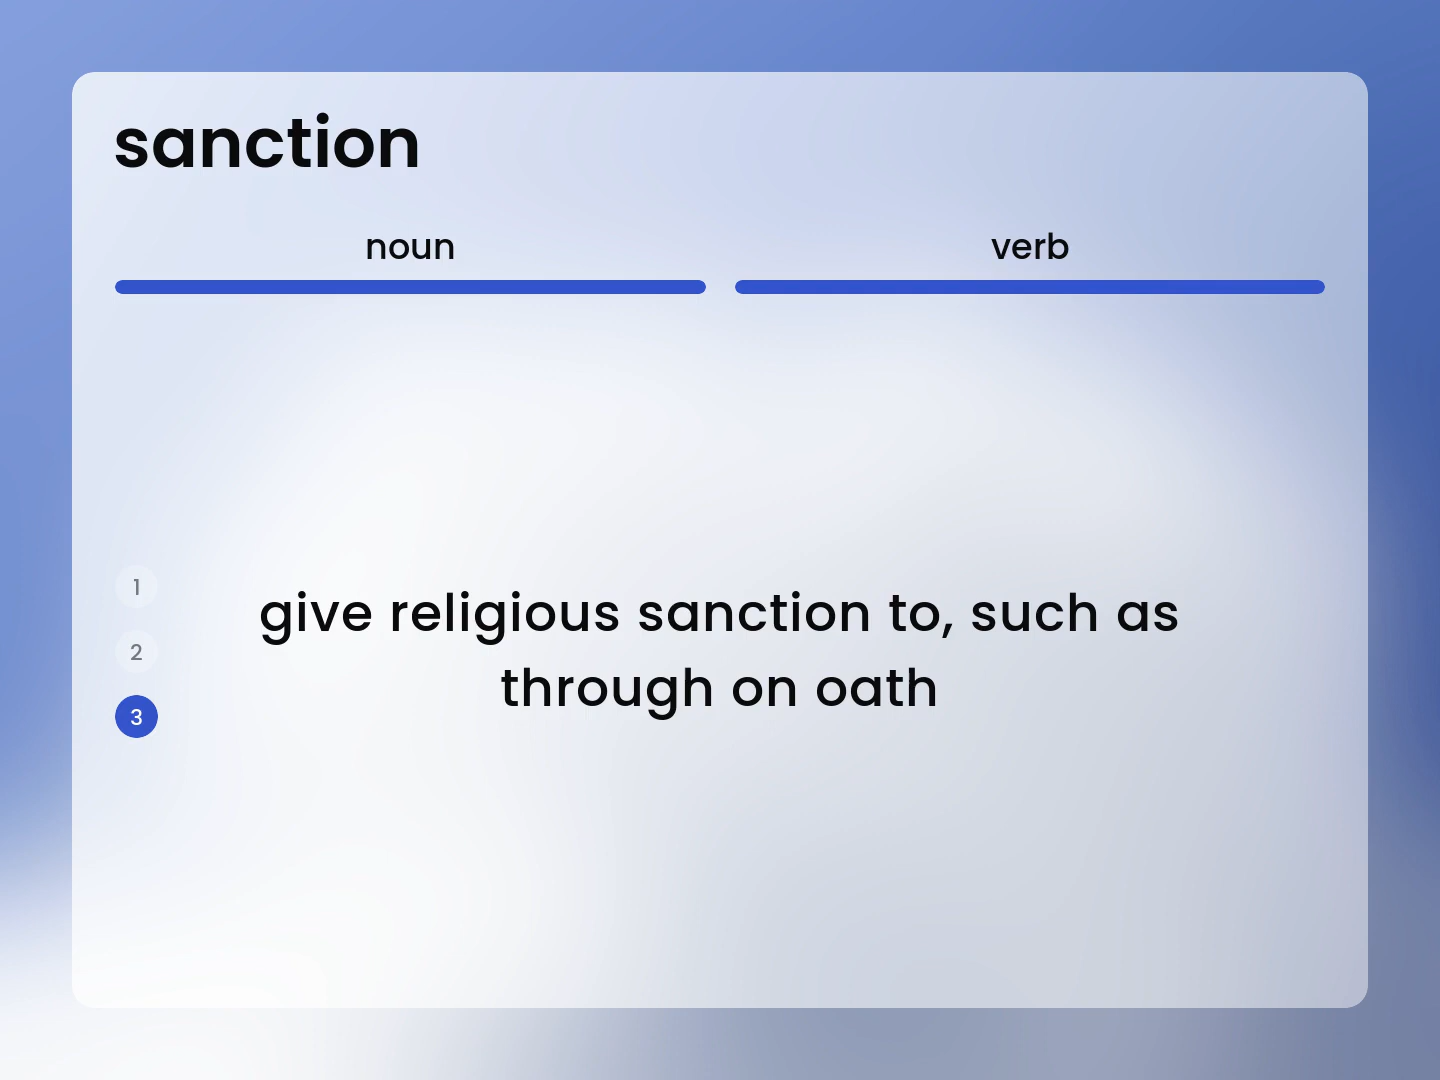 sanction
noun
verb
1
2
3
give religious sanction to, such as
through on oath